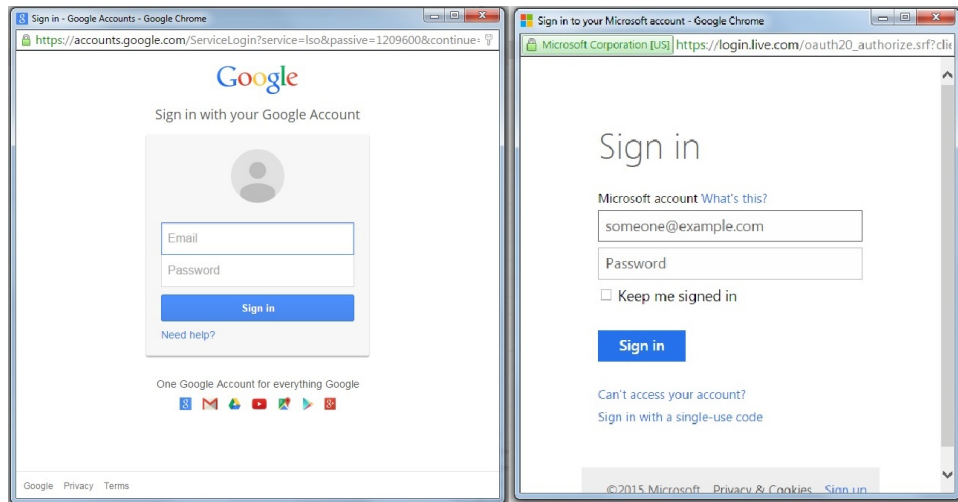 Sign in - Google Accounts - Google Chrome
https://accounts.google.com/ServiceLogin?service=lso&passive=1209600&continue=
Google
Sign in with your Google Account
Email
Password
Sign in
Need help?
One Google Account for everything Google
Google Privacy Terms
Sign in to your Microsoft account - Google Chrome
Microsoft Corporation [US] https://login.live.com/oauth20_authorize.srf?clie
Sign in
Microsoft account What's this?
someone@example.com
Password
Keep me signed in
Sign in
Can't access your account?
Sign in with a single-use code
©2015 Microsoft Privacy & Cookies Sign up